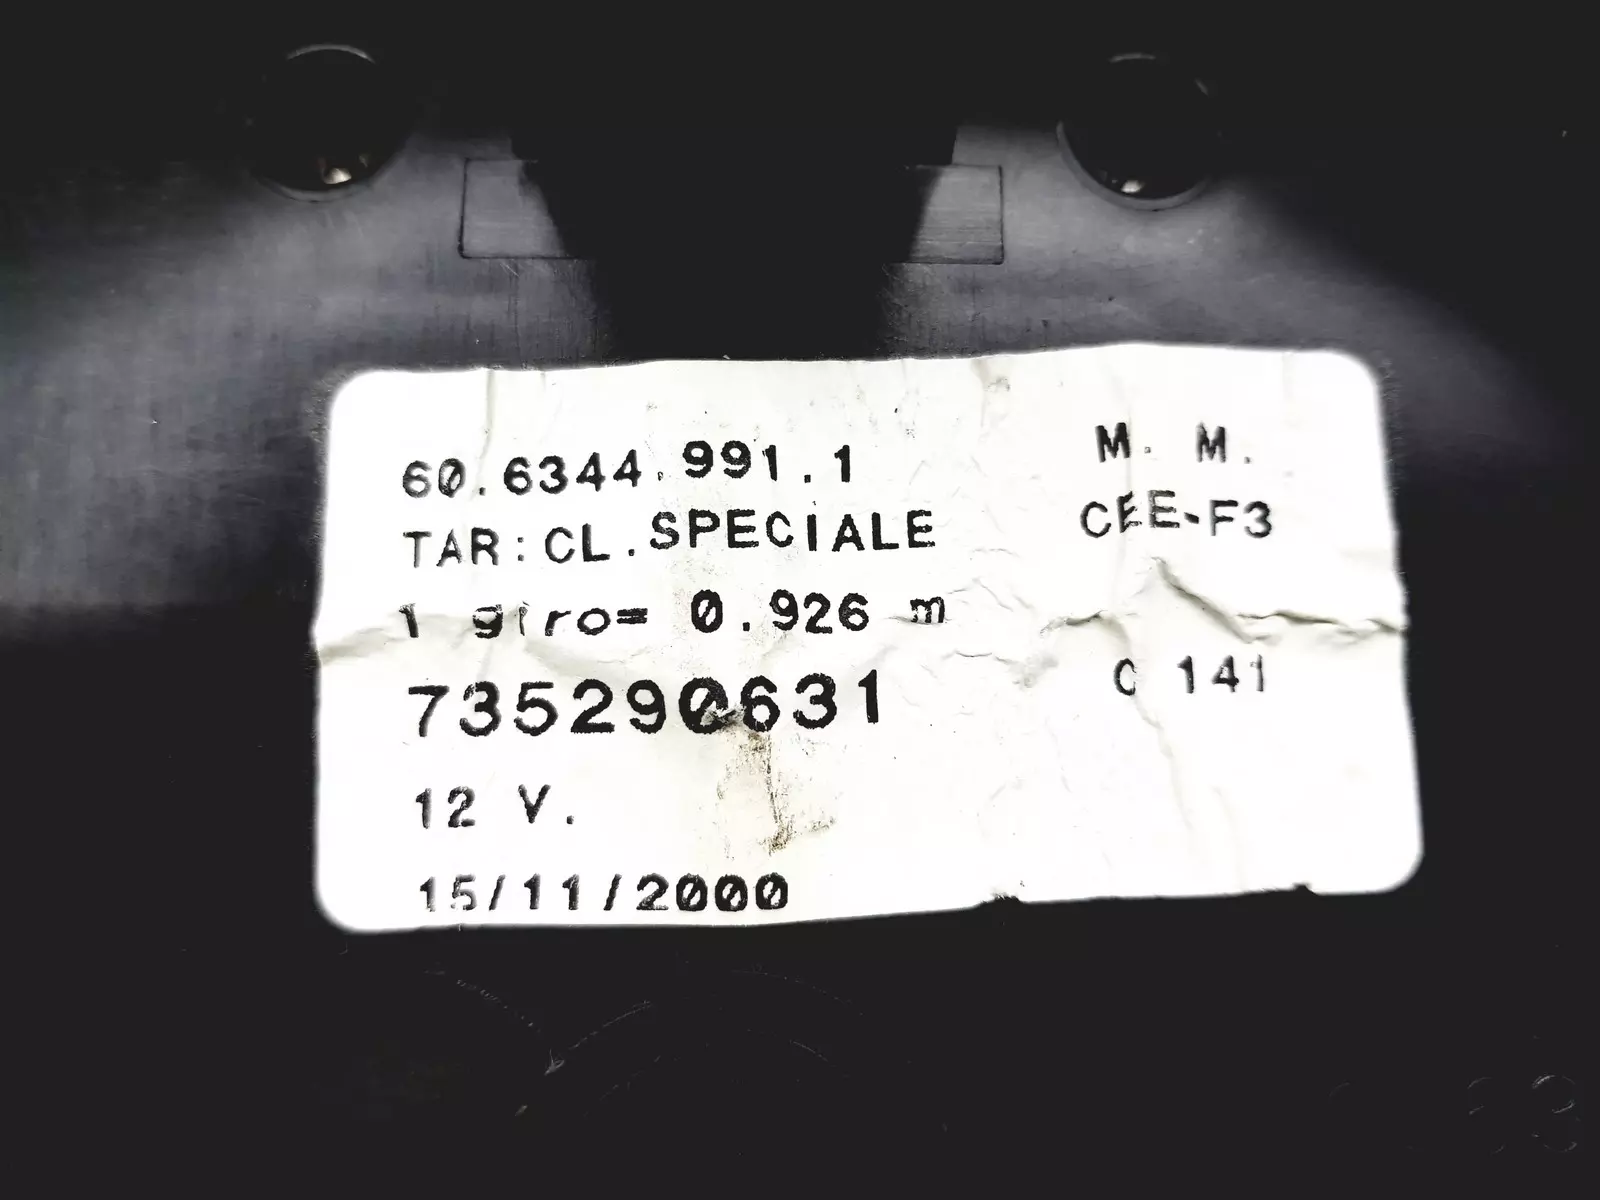 60.6344.991.1 M. M.
TAR:CL.SPECIALE CEE-F3
1 giro= 0.926 m
735290631 C 141
12 V.
15/11/2000